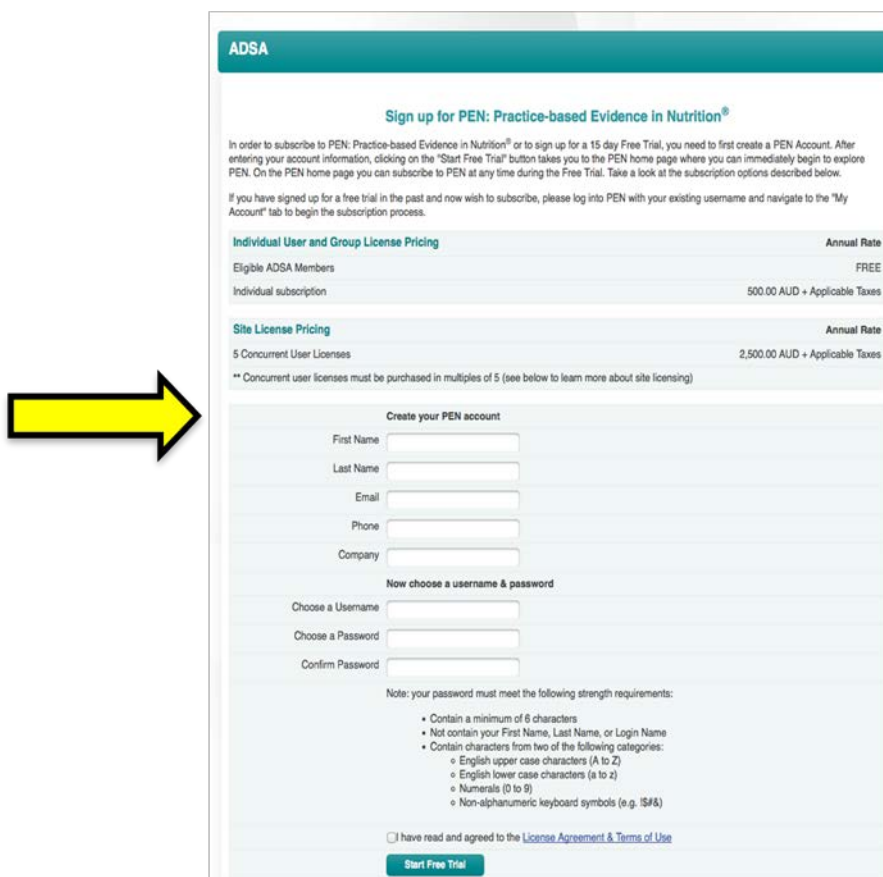 ADSA
Sign up for PEN: Practice-based Evidence in Nutrition®
In order to subscribe to PEN: Practice-based Evidence in Nutrition® or to sign up for a 15 day Free Trial, you need to first create a PEN Account. After
entering your account information, clicking on the "Start Free Trial" button takes you to the PEN home page where you can immediately begin to explore
PEN. On the PEN home page you can subscribe to PEN at any time during the Free Trial. Take a look at the subscription options described below.
If you have signed up for a free trial in the past and now wish to subscribe, please log into PEN with your existing username and navigate to the "My
Account" tab to begin the subscription process.
Individual User and Group License Pricing Annual Rate
Eligible ADSA Members FREE
Individual subscription 500.00 AUD + Applicable Taxes
Site License Pricing Annual Rate
5 Concurrent User Licenses 2,500.00 AUD + Applicable Taxes
** Concurrent user licenses must be purchased in multiples of 5 (see below to learn more about site licensing)
Create your PEN account
First Name
Last Name
Email
Phone
Company
Now choose a username & password
Choose a Username
Choose a Password
Confirm Password
Note: your password must meet the following strength requirements:
• Contain a minimum of 6 characters
• Not contain your First Name, Last Name, or Login Name
• Contain characters from two of the following categories:
○ English upper case characters (A to Z)
○ English lower case characters (a to z)
○ Numerals (0 to 9)
○ Non-alphanumeric keyboard symbols (e.g. !$#&)
I have read and agreed to the License Agreement & Terms of Use
Start Free Trial